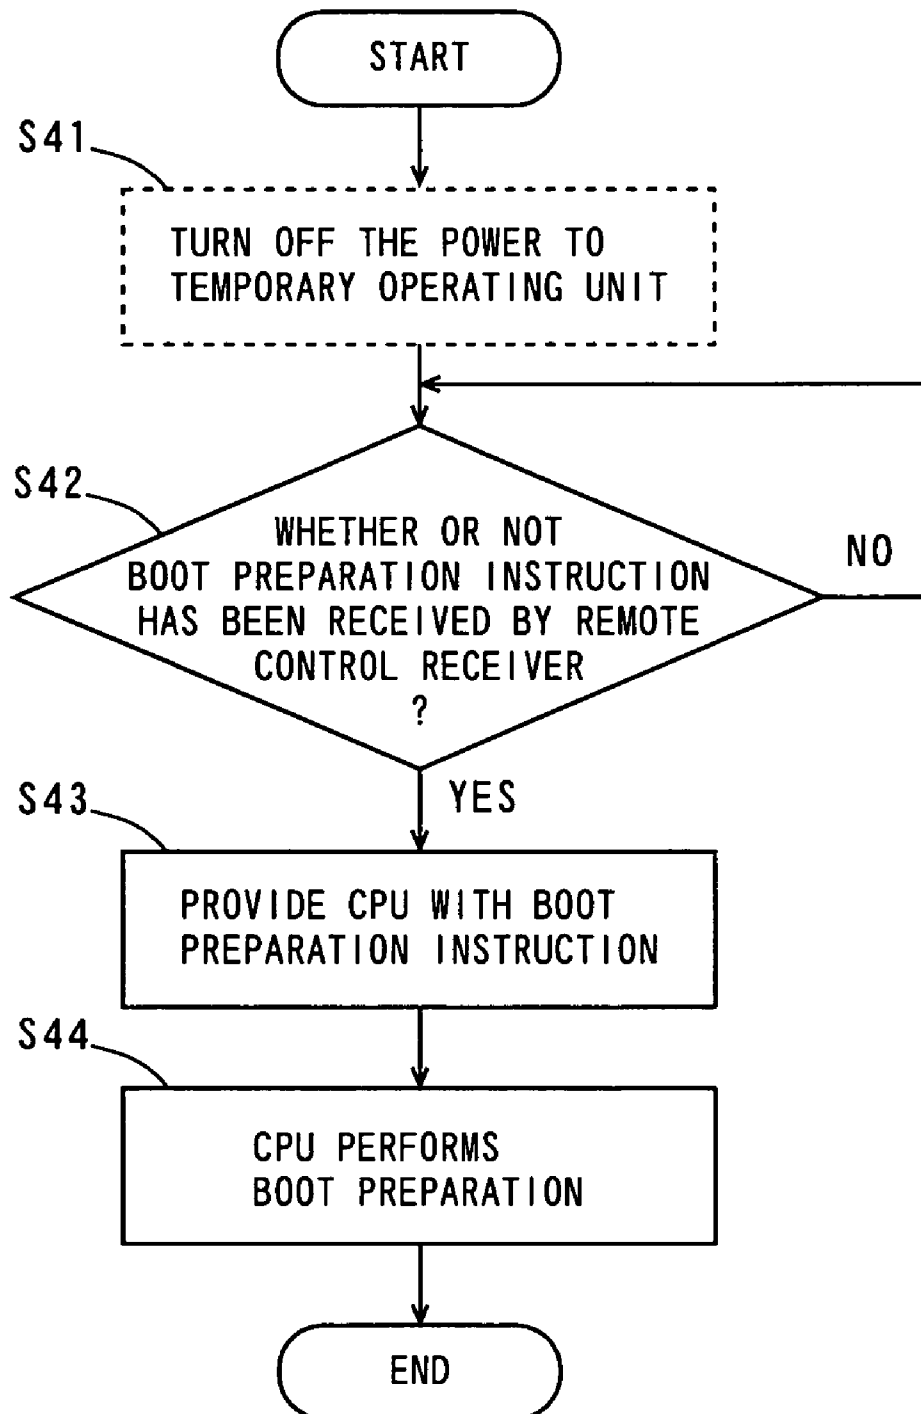 START
S41
TURN OFF THE POWER TO
TEMPORARY OPERATING UNIT
S42
WHETHER OR NOT
BOOT PREPARATION INSTRUCTION
HAS BEEN RECEIVED BY REMOTE
CONTROL RECEIVER
?
NO
YES
S43
PROVIDE CPU WITH BOOT
PREPARATION INSTRUCTION
S44
CPU PERFORMS
BOOT PREPARATION
END